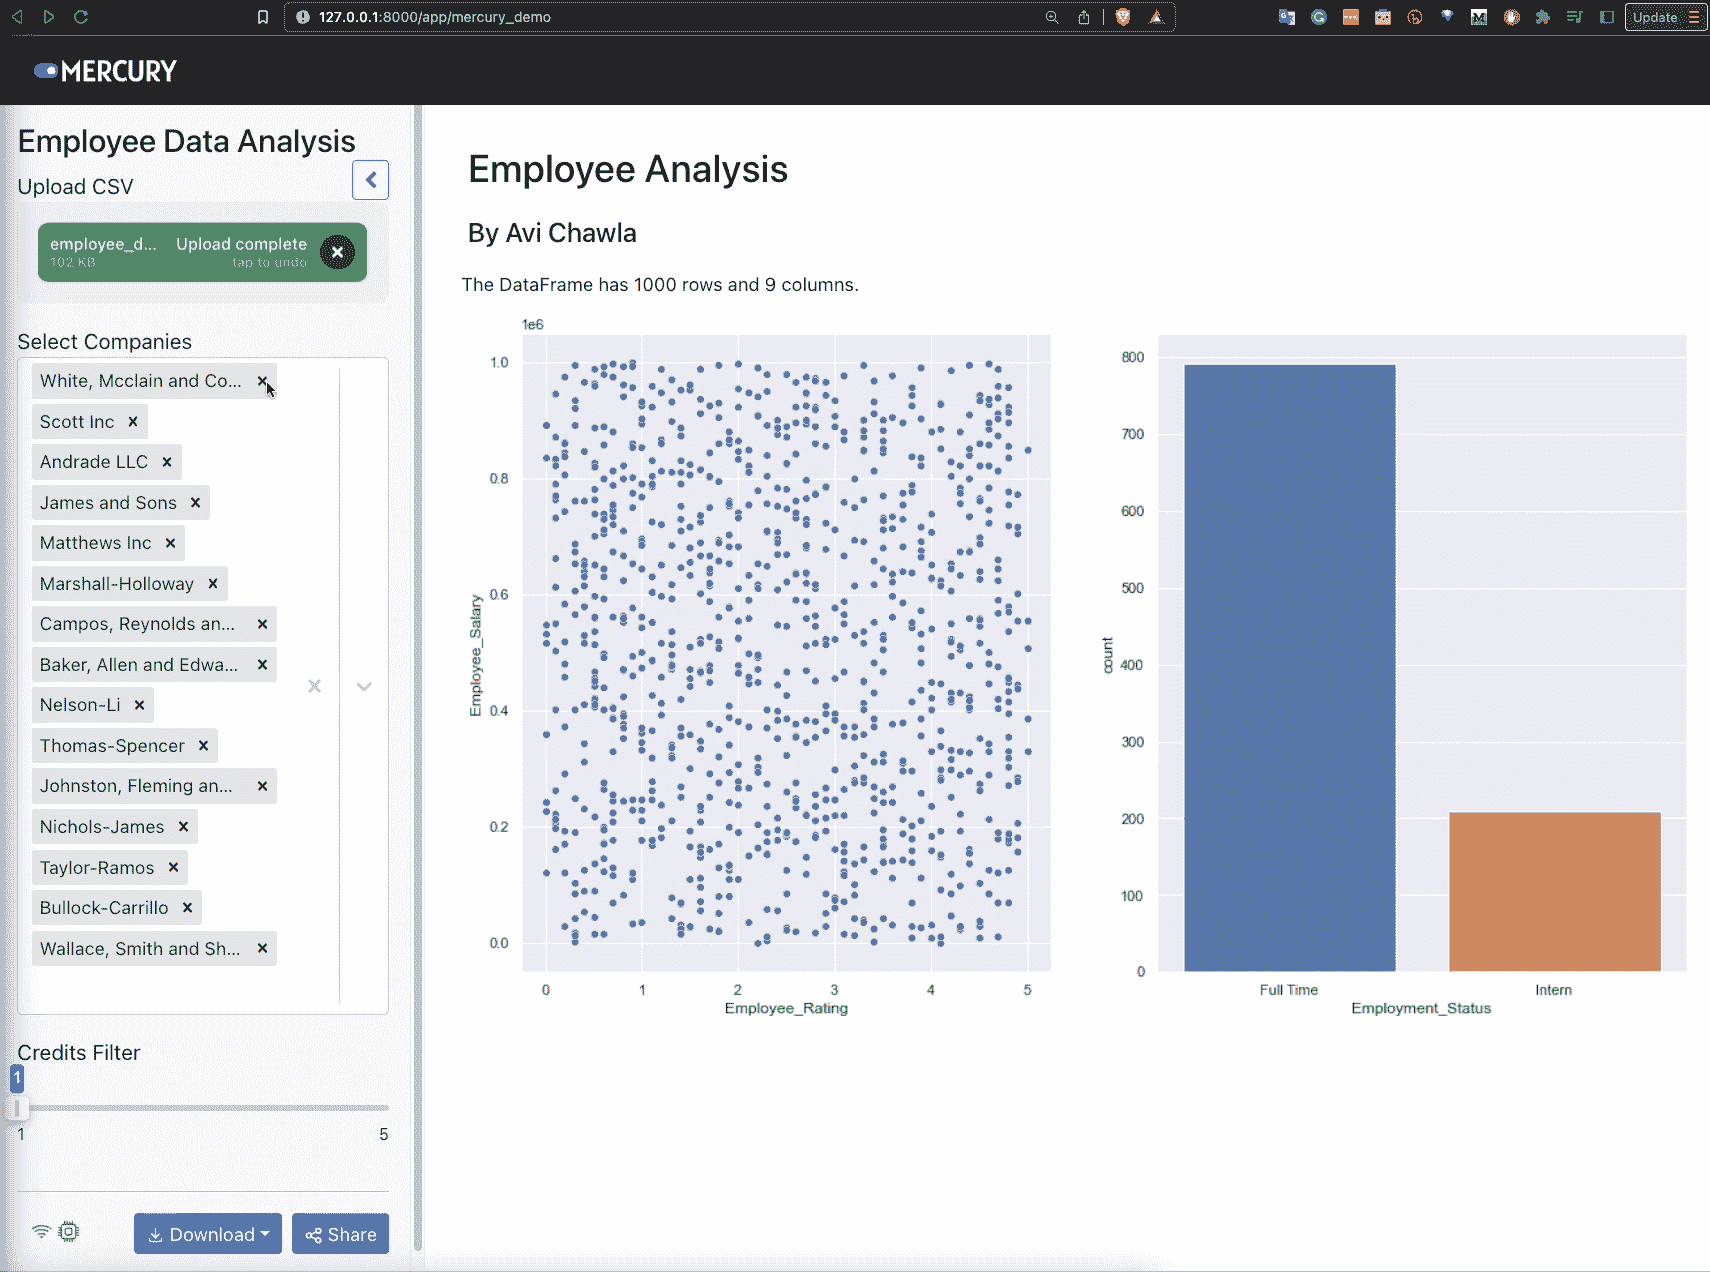 127.0.0.1:8000/app/mercury_demo
Update
MERCURY
Employee Data Analysis
Upload CSV
employee_d... Upload complete
102 KB tap to undo
Select Companies
White, Mcclain and Co...
Scott Inc
Andrade LLC
James and Sons
Matthews Inc
Marshall-Holloway
Campos, Reynolds an...
Baker, Allen and Edwa...
Nelson-Li
Thomas-Spencer
Johnston, Fleming an...
Nichols-James
Taylor-Ramos
Bullock-Carrillo
Wallace, Smith and Sh...
Credits Filter
1
1 5
Download Share
Employee Analysis
By Avi Chawla
The DataFrame has 1000 rows and 9 columns.
1e6
1.0
0.8
0.6
0.4
0.2
0.0
Employee_Salary
0 1 2 3 4 5
Employee_Rating
800
700
600
500
400
300
200
100
0
count
Full Time Intern
Employment_Status